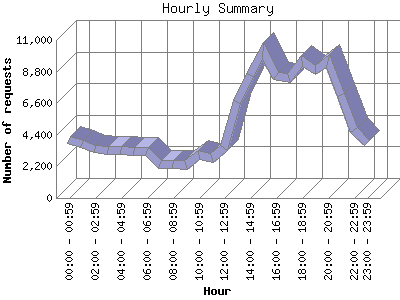 Hourly Summary
Number of requests
11,000
8,800
6,600
4,400
2,200
0
00:00 - 00:59
02:00 - 02:59
04:00 - 04:59
06:00 - 06:59
08:00 - 08:59
10:00 - 10:59
12:00 - 12:59
14:00 - 14:59
16:00 - 16:59
18:00 - 18:59
20:00 - 20:59
22:00 - 22:59
23:00 - 23:59
Hour